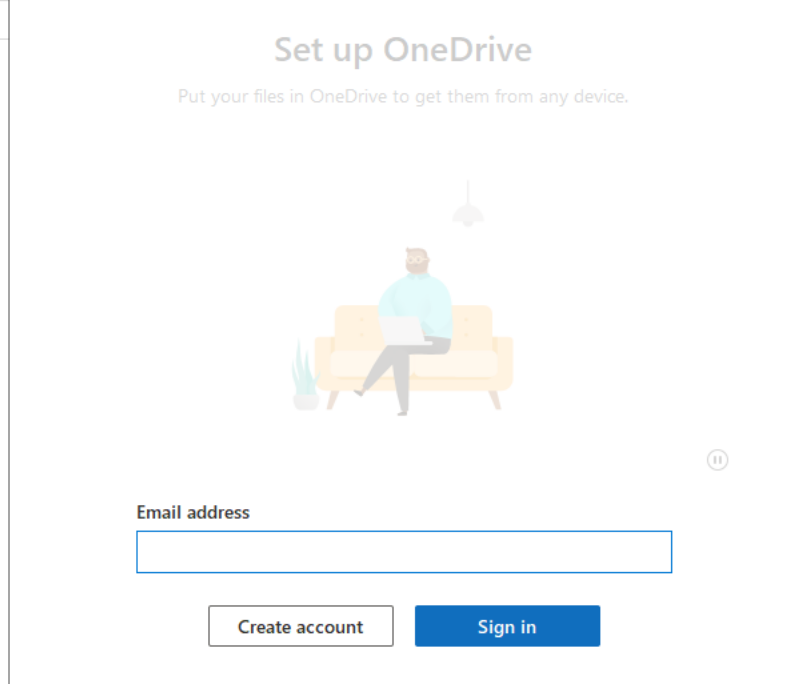 Set up OneDrive
Put your files in OneDrive to get them from any device.
Email address
Create account
Sign in